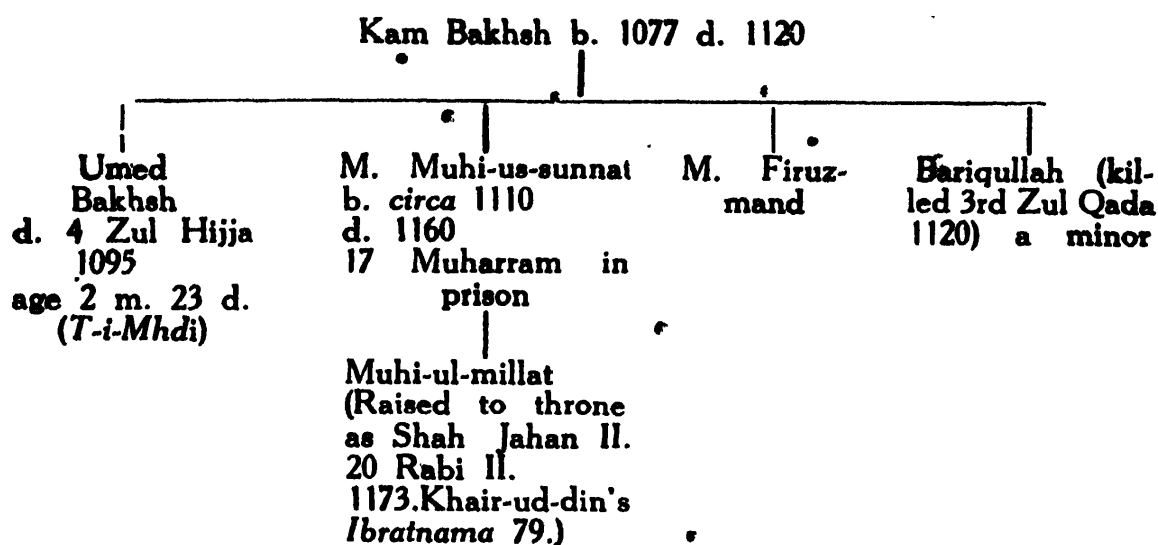 Kam Bakhsh b. 1077 d. 1120
Umed
Bakhsh
d. 4 Zul Hijja
1095
age 2 m. 23 d.
(T-i-Mhdi)
M. Muhi-us-sunnat
b. circa 1110
d. 1160
17 Muharram in
prison
Muhi-ul-millat
(Raised to throne
as Shah Jahan II.
20 Rabi II.
1173.Khair-ud-din's
Ibratnama 79.)
M. Firuz-
mand
Bariqullah (kil-
led 3rd Zul Qada
1120) a minor